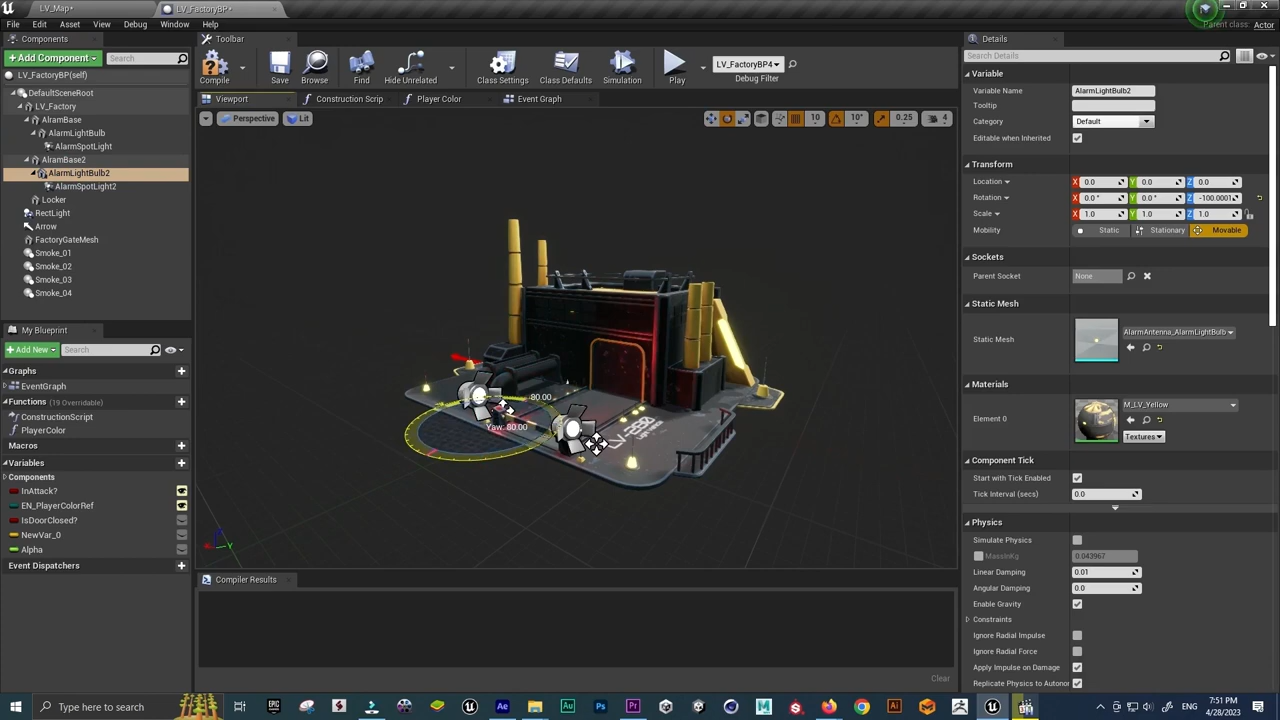 LV_Map*
LV_FactoryBP*
Parent class: Actor
File Edit Asset View Debug Window Help
Components
+ Add Component
Search
LV_FactoryBP(self)
DefaultSceneRoot
LV_Factory
AlramBase
AlarmLightBulb
AlarmSpotLight
AlramBase2
AlarmLightBulb2
AlarmSpotLight2
Locker
RectLight
Arrow
FactoryGateMesh
Smoke_01
Smoke_02
Smoke_03
Smoke_04
My Blueprint
+ Add New
Search
Graphs
EventGraph
Functions (19 Overridable)
ConstructionScript
PlayerColor
Macros
Variables
Components
InAttack?
EN_PlayerColorRef
IsDoorClosed?
NewVar_0
Alpha
Event Dispatchers
Toolbar
Compile Save Browse Find Hide Unrelated Class Settings Class Defaults Simulation Play
LV_FactoryBP4
Debug Filter
Viewport Construction Scrip Player Color Event Graph
Perspective Lit
10 10° 0.25 4
-80.00
Yaw: 80.00
Z
X Y
Compiler Results
Clear
Details
Search Details
Variable
Variable Name AlarmLightBulb2
Tooltip
Category Default
Editable when Inherited
Transform
Location X 0.0 Y 0.0 Z 0.0
Rotation X 0.0 ° Y 0.0 ° Z -100.0001
Scale X 1.0 Y 1.0 Z 1.0
Mobility Static Stationary Movable
Sockets
Parent Socket None
Static Mesh
Static Mesh AlarmAntenna_AlarmLightBulb
Materials
Element 0 M_LV_Yellow
Textures
Component Tick
Start with Tick Enabled
Tick Interval (secs) 0.0
Physics
Simulate Physics
MassInKg 0.043967
Linear Damping 0.01
Angular Damping 0.0
Enable Gravity
Constraints
Ignore Radial Impulse
Ignore Radial Force
Apply Impulse on Damage
Replicate Physics to Autonor
Type here to search
7:51 PM
4/28/2023